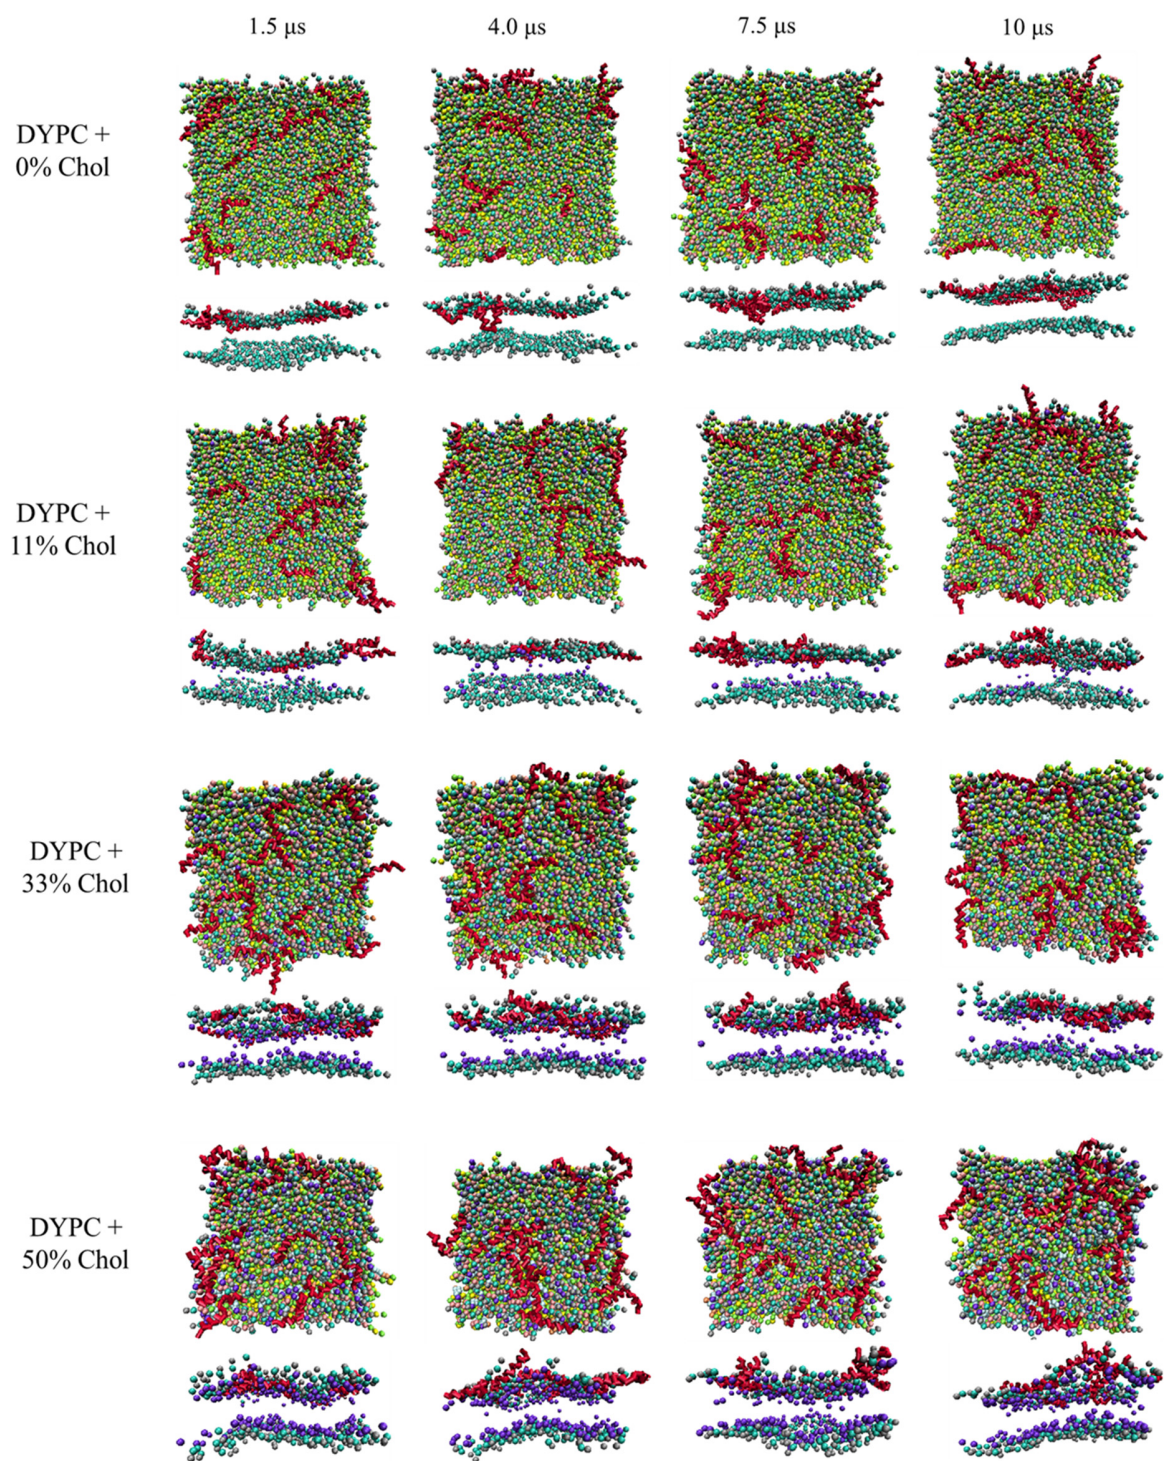 1.5 μs
4.0 μs
7.5 μs
10 μs
DYPC +
0% Chol
DYPC +
11% Chol
DYPC +
33% Chol
DYPC +
50% Chol